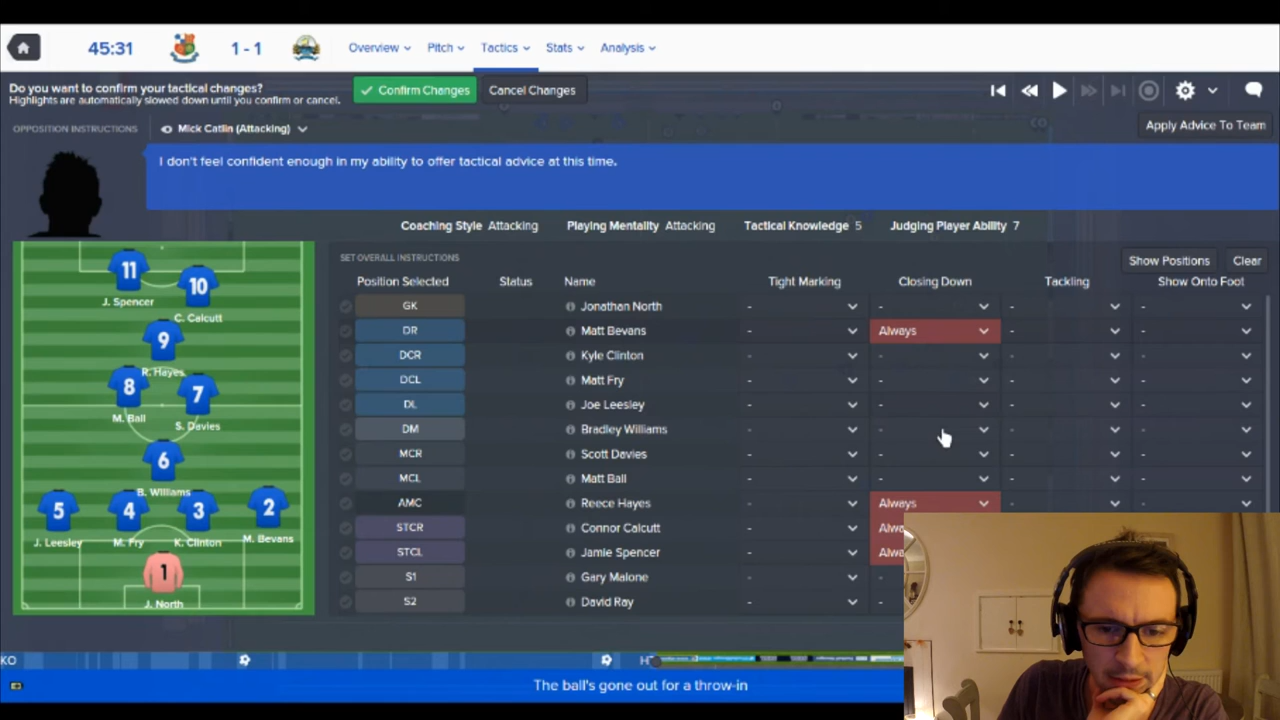 45:31 1 - 1 Overview Pitch Tactics Stats Analysis
Do you want to confirm your tactical changes?
Highlights are automatically slowed down until you confirm or cancel.
Confirm Changes Cancel Changes
OPPOSITION INSTRUCTIONS Mick Catlin (Attacking) Apply Advice To Team
I don't feel confident enough in my ability to offer tactical advice at this time.
Coaching Style Attacking Playing Mentality Attacking Tactical Knowledge 5 Judging Player Ability 7
SET OVERALL INSTRUCTIONS Show Positions Clear
Position Selected Status Name Tight Marking Closing Down Tackling Show Onto Foot
GK Jonathan North - - - -
DR Matt Bevans - Always - -
DCR Kyle Clinton - - - -
DCL Matt Fry - - - -
DL Joe Leesley - - - -
DM Bradley Williams - - - -
MCR Scott Davies - - - -
MCL Matt Ball - - - -
AMC Reece Hayes - Always - -
STCR Connor Calcutt - Alwa
STCL Jamie Spencer - Alwa
S1 Gary Malone - -
S2 David Ray - -
11
J. Spencer
10
C. Calcutt
9
R. Hayes
8
M. Ball
7
S. Davies
6
B. Williams
5
J. Leesley
4
M. Fry
3
K. Clinton
2
M. Bevans
1
J. North
KO H
The ball's gone out for a throw-in